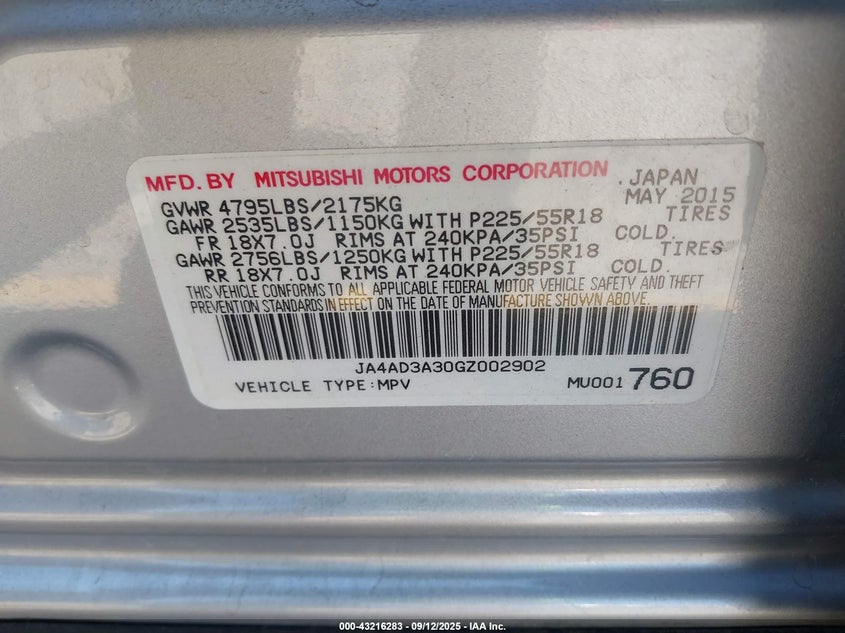 MFD. BY MITSUBISHI MOTORS CORPORATION .JAPAN
GVWR 4795LBS/2175KG MAY 2015
GAWR 2535LBS/1150KG WITH P225/55R18 TIRES
FR 18X7.0J RIMS AT 240KPA/35PSI COLD.
GAWR 2756LBS/1250KG WITH P225/55R18 TIRES
RR 18X7.0J RIMS AT 240KPA/35PSI COLD.
THIS VEHICLE CONFORMS TO ALL APPLICABLE FEDERAL MOTOR VEHICLE SAFETY AND THEFT
PREVENTION STANDARDS IN EFFECT ON THE DATE OF MANUFACTURE SHOWN ABOVE.
JA4AD3A30GZ002902
VEHICLE TYPE:MPV MU001760
000-43216283 - 09/12/2025 - IAA Inc.